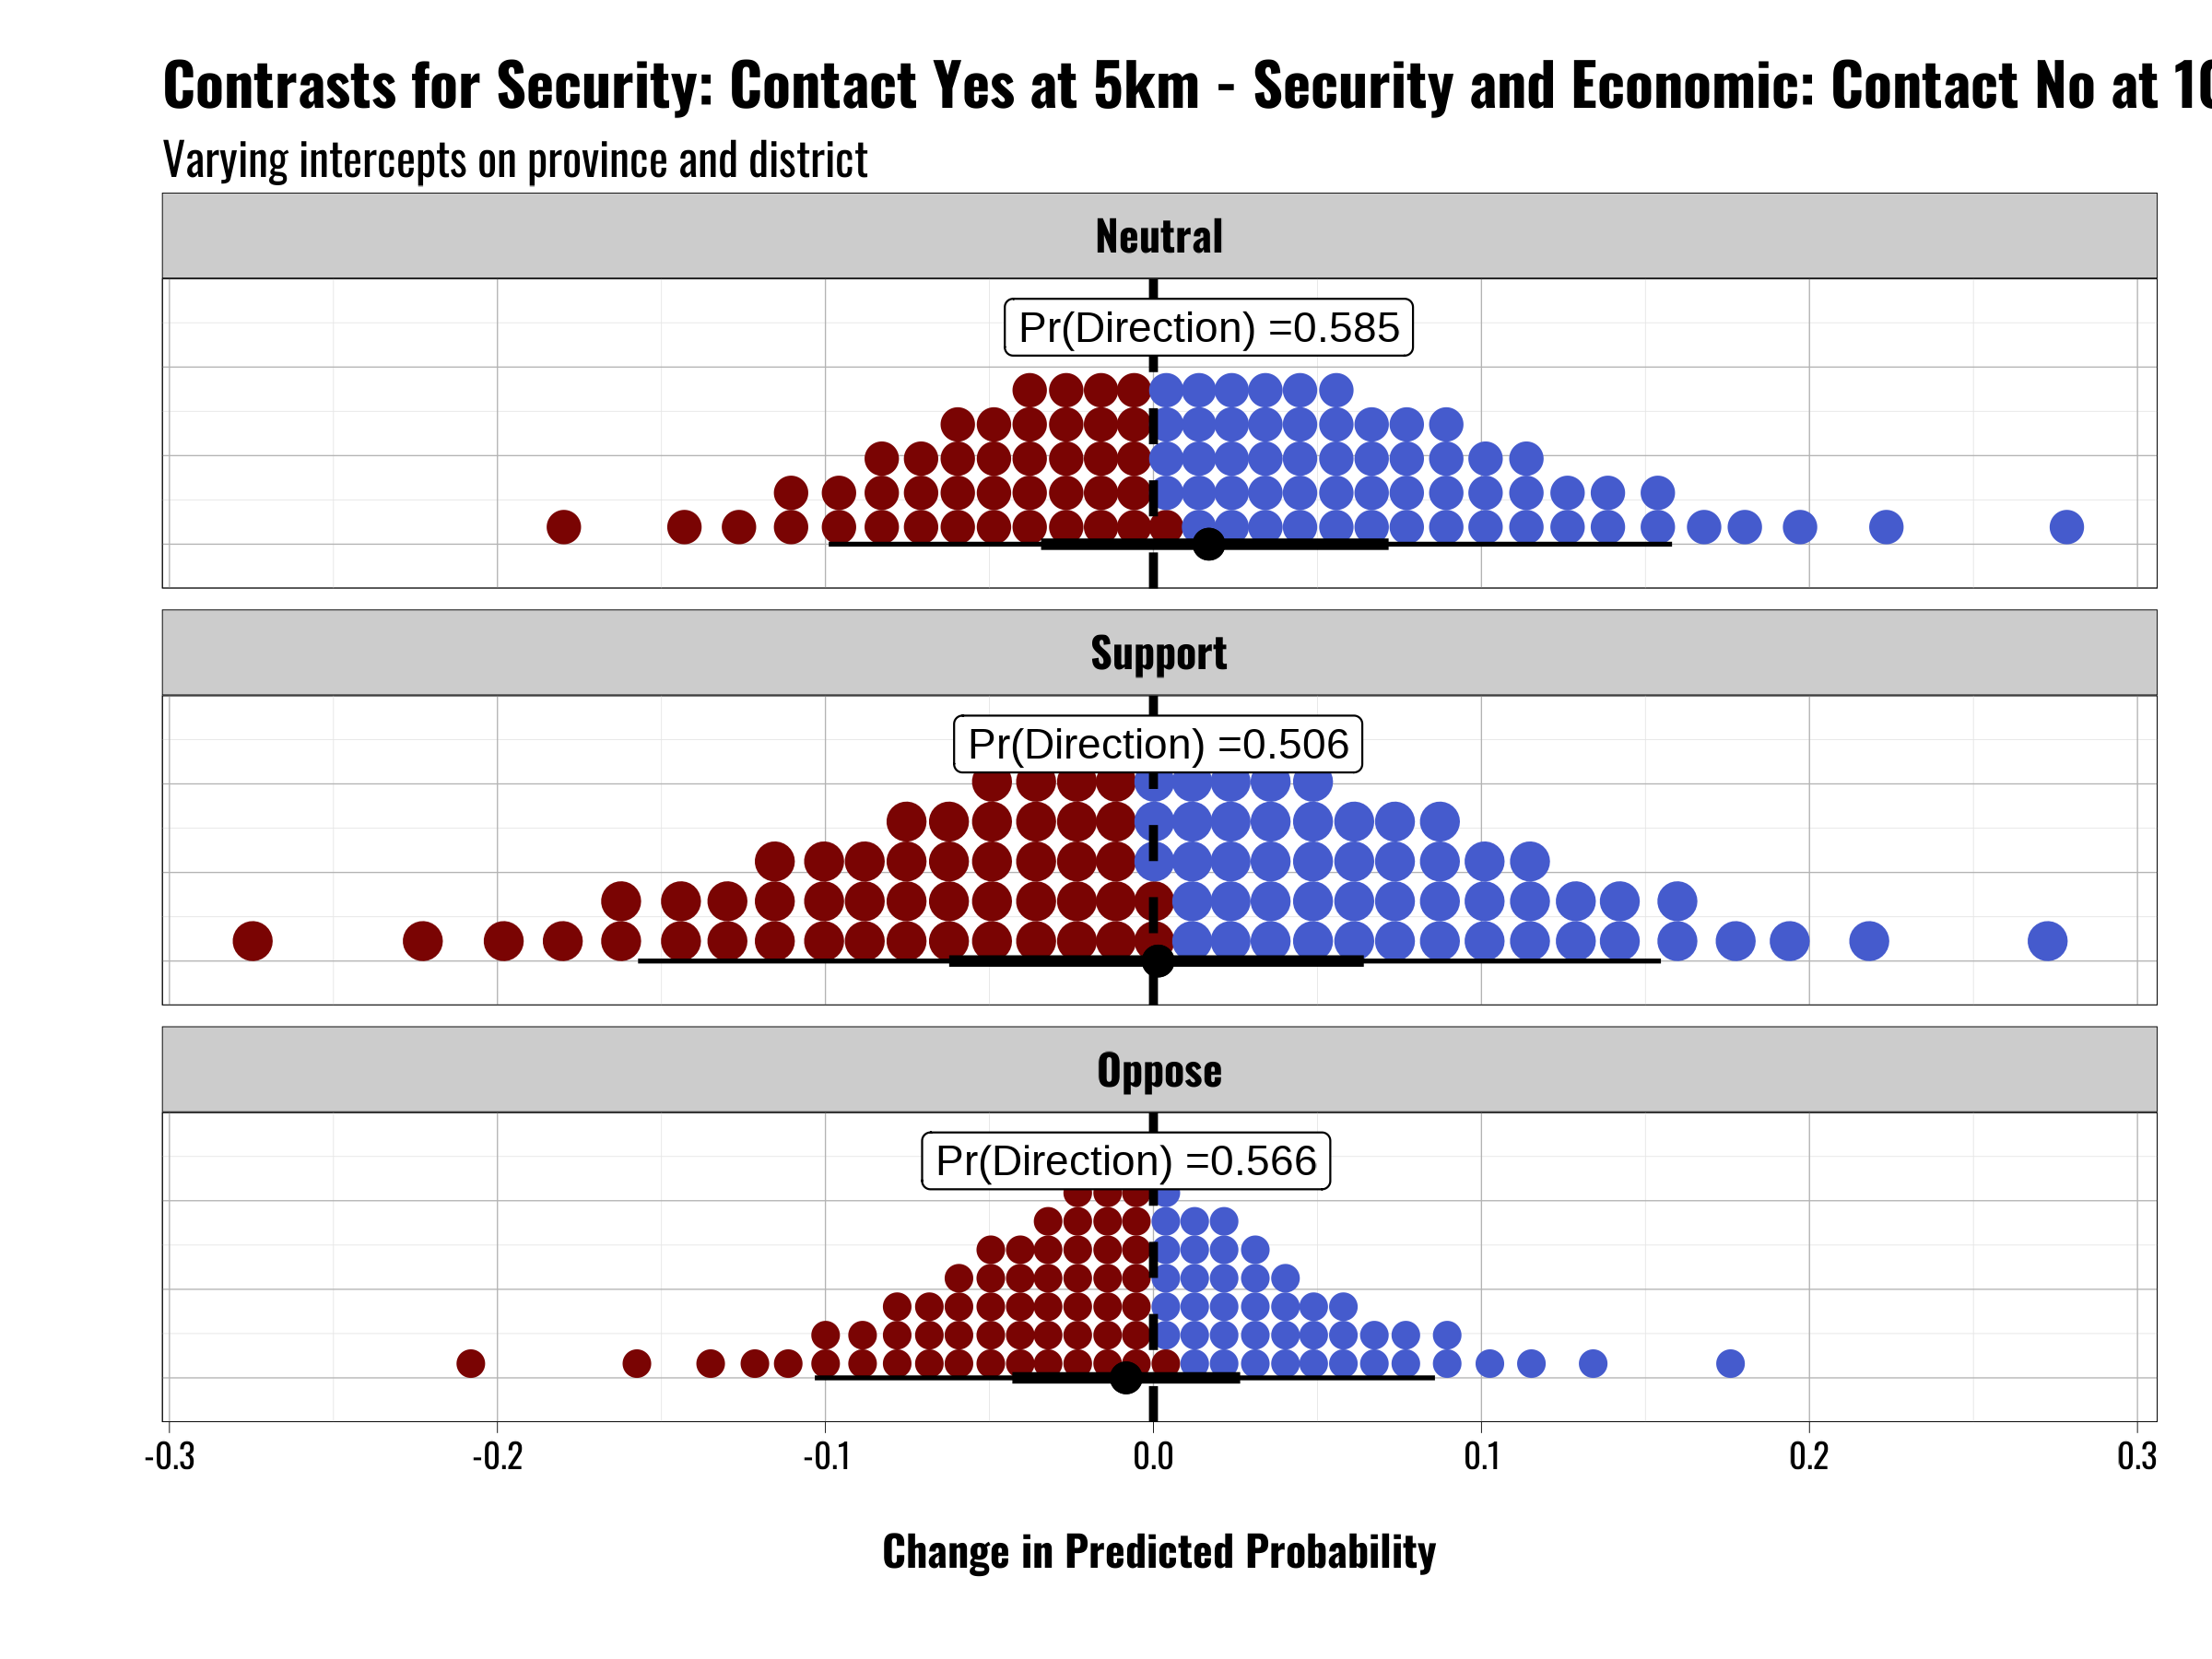 Contrasts for Security: Contact Yes at 5km - Security and Economic: Contact No at 10
Varying intercepts on province and district
Neutral
Pr(Direction) =0.585
Support
Pr(Direction) =0.506
Oppose
Pr(Direction) =0.566
-0.3 -0.2 -0.1 0.0 0.1 0.2 0.3
Change in Predicted Probability